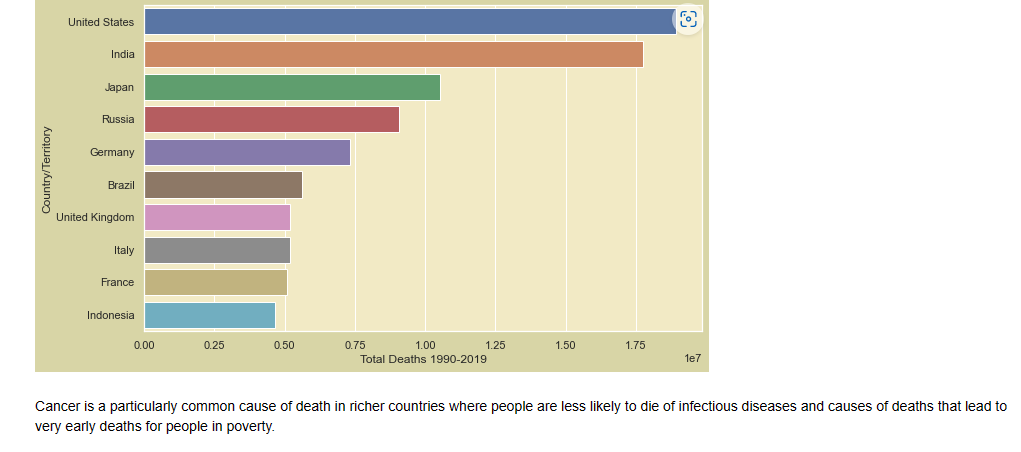 United States
India
Japan
Russia
Germany
Brazil
United Kingdom
Italy
France
Indonesia
Country/Territory
0.00 0.25 0.50 0.75 1.00 1.25 1.50 1.75
Total Deaths 1990-2019
1e7
Cancer is a particularly common cause of death in richer countries where people are less likely to die of infectious diseases and causes of deaths that lead to
very early deaths for people in poverty.